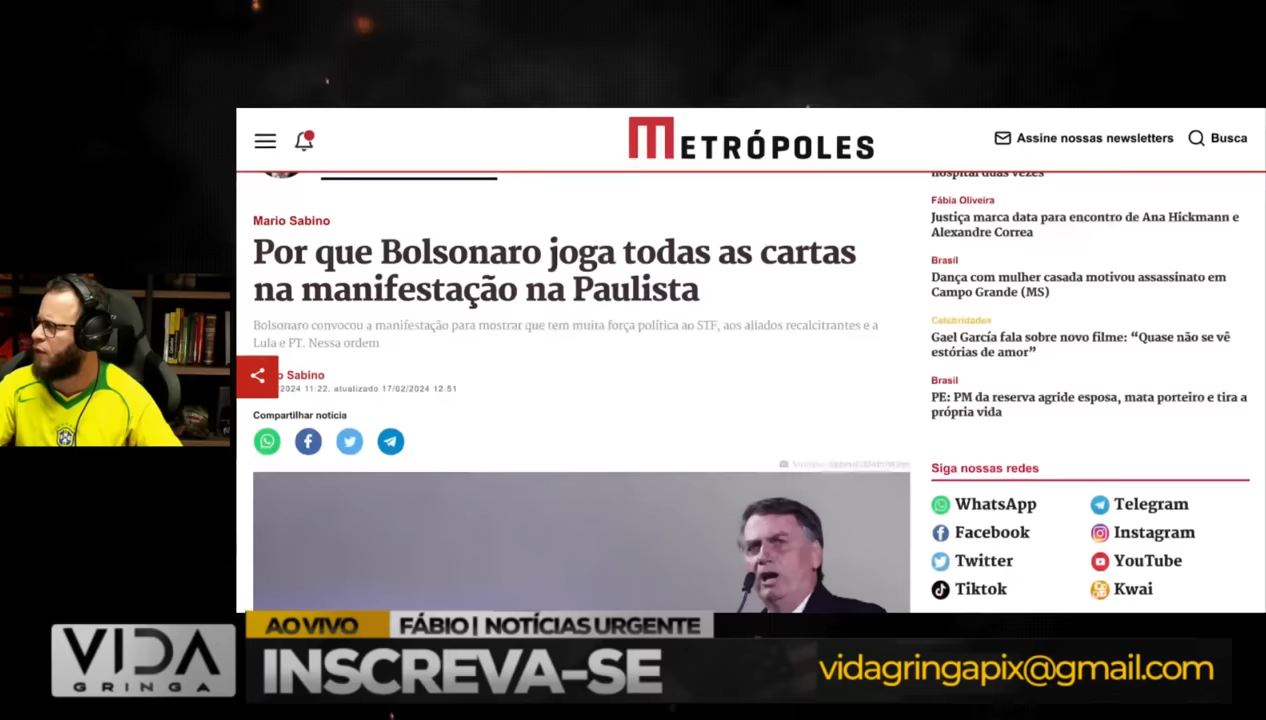 METRÓPOLES
Assine nossas newsletters
Busca
hospital duas vezes
Mario Sabino
Por que Bolsonaro joga todas as cartas
na manifestação na Paulista
Bolsonaro convocou a manifestação para mostrar que tem muita força política ao STF, aos aliados recalcitrantes e a
Lula e PT. Nessa ordem
o Sabino
2024 11:22, atualizado 17/02/2024 12:51
Compartilhar notícia
Fábia Oliveira
Justiça marca data para encontro de Ana Hickmann e
Alexandre Correa
Brasil
Dança com mulher casada motivou assassinato em
Campo Grande (MS)
Celebridades
Gael García fala sobre novo filme: “Quase não se vê
estórias de amor”
Brasil
PE: PM da reserva agride esposa, mata porteiro e tira a
própria vida
Siga nossas redes
WhatsApp
Telegram
Facebook
Instagram
Twitter
YouTube
Tiktok
Kwai
VIDA
GRINGA
AO VIVO
FÁBIO | NOTÍCIAS URGENTE
INSCREVA-SE
vidagringapix@gmail.com